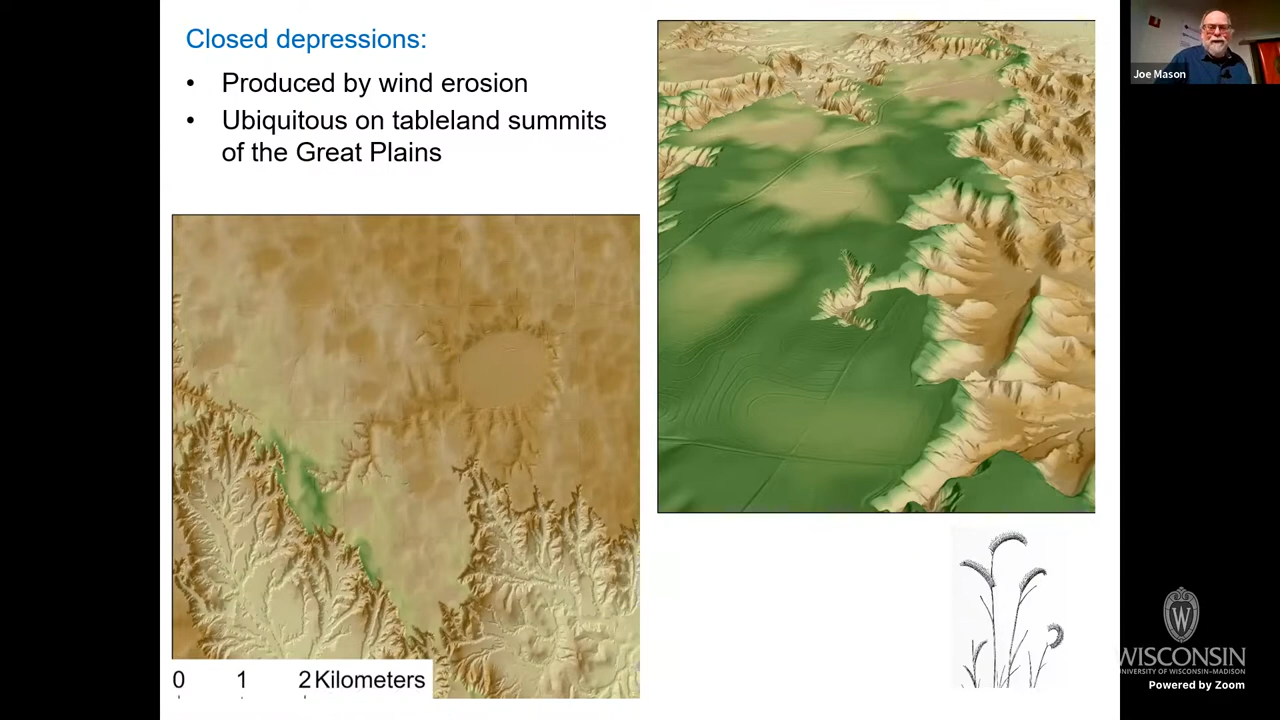 Closed depressions:
• Produced by wind erosion
• Ubiquitous on tableland summits
of the Great Plains
Joe Mason
0 1 2 Kilometers
W
WISCONSIN
UNIVERSITY OF WISCONSIN–MADISON
Powered by Zoom